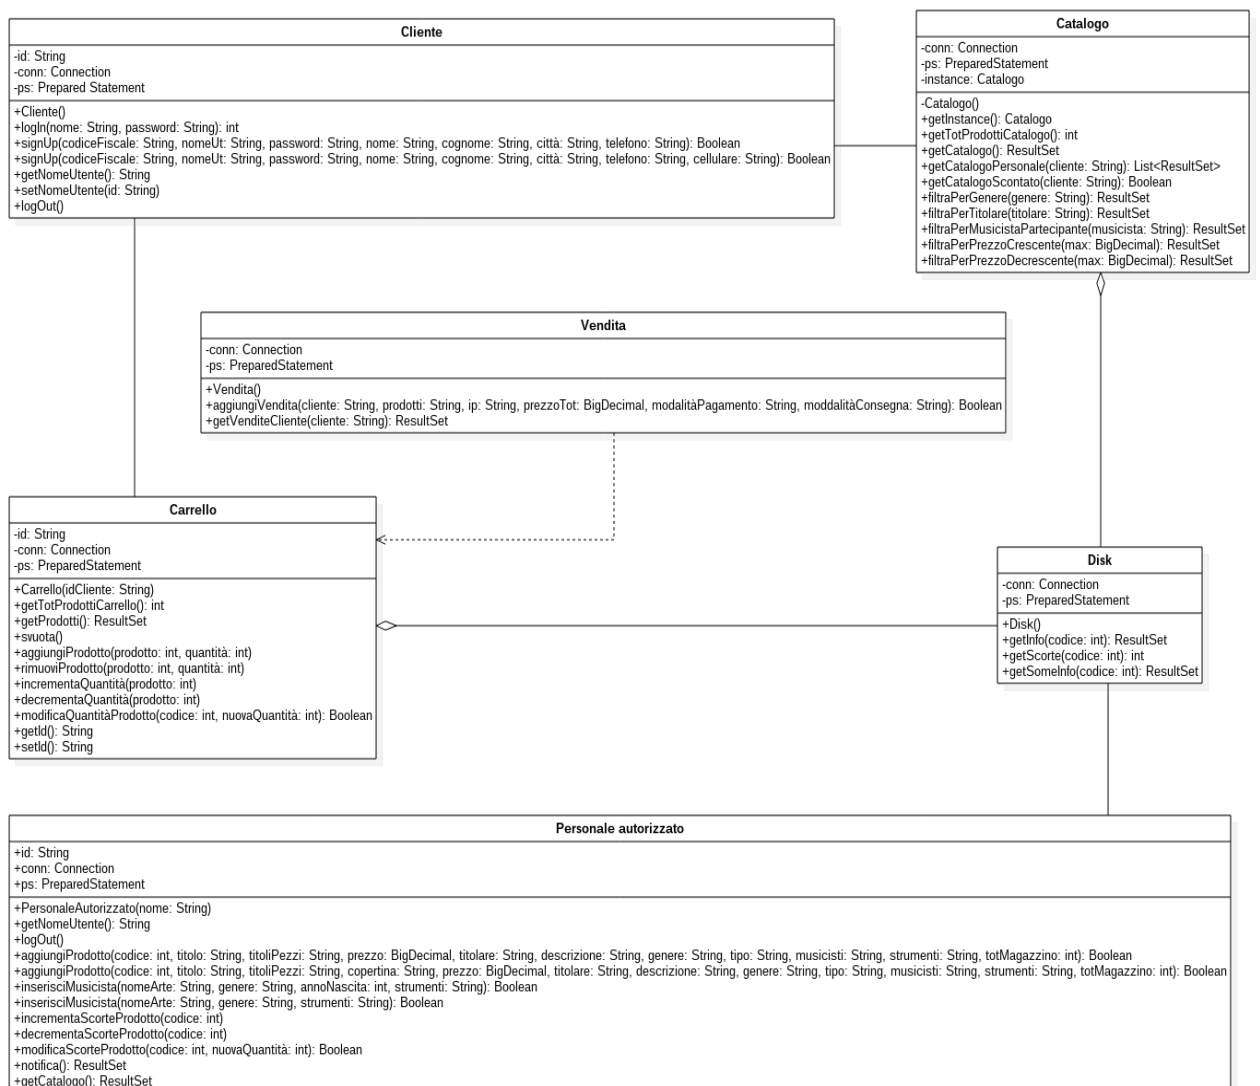 Cliente
-id: String
-conn: Connection
-ps: Prepared Statement
+Cliente()
+logIn(nome: String, password: String): int
+signUp(codiceFiscale: String, nomeUt: String, password: String, nome: String, cognome: String, città: String, telefono: String): Boolean
+signUp(codiceFiscale: String, nomeUt: String, password: String, nome: String, cognome: String, città: String, telefono: String, cellulare: String): Boolean
+getNomeUtente(): String
+setNomeUtente(id: String)
+logOut()
Catalogo
-conn: Connection
-ps: PreparedStatement
-instance: Catalogo
-Catalogo()
+getInstance(): Catalogo
+getTotProdottiCatalogo(): int
+getCatalogo(): ResultSet
+getCatalogoPersonale(cliente: String): List<ResultSet>
+getCatalogoScontato(cliente: String): Boolean
+filtraPerGenere(genere: String): ResultSet
+filtraPerTitolare(titolare: String): ResultSet
+filtraPerMusicistaPartecipante(musicista: String): ResultSet
+filtraPerPrezzoCrescente(max: BigDecimal): ResultSet
+filtraPerPrezzoDecrescente(max: BigDecimal): ResultSet
Vendita
-conn: Connection
-ps: PreparedStatement
+Vendita()
+aggiungiVendita(cliente: String, prodotti: String, ip: String, prezzoTot: BigDecimal, modalitàPagamento: String, moddalitàConsegna: String): Boolean
+getVenditeCliente(cliente: String): ResultSet
Carrello
-id: String
-conn: Connection
-ps: PreparedStatement
+Carrello(idCliente: String)
+getTotProdottiCarrello(): int
+getProdotti(): ResultSet
+svuota()
+aggiungiProdotto(prodotto: int, quantità: int)
+rimuoviProdotto(prodotto: int, quantità: int)
+incrementaQuantità(prodotto: int)
+decrementaQuantità(prodotto: int)
+modificaQuantitàProdotto(codice: int, nuovaQuantità: int): Boolean
+getId(): String
+setId(): String
Disk
-conn: Connection
-ps: PreparedStatement
+Disk()
+getInfo(codice: int): ResultSet
+getScorte(codice: int): int
+getSomeInfo(codice: int): ResultSet
Personale autorizzato
+id: String
+conn: Connection
+ps: PreparedStatement
+PersonaleAutorizzato(nome: String)
+getNomeUtente(): String
+logOut()
+aggiungiProdotto(codice: int, titolo: String, titoliPezzi: String, prezzo: BigDecimal, titolare: String, descrizione: String, genere: String, tipo: String, musicisti: String, strumenti: String, totMagazzino: int): Boolean
+aggiungiProdotto(codice: int, titolo: String, titoliPezzi: String, copertina: String, prezzo: BigDecimal, titolare: String, descrizione: String, genere: String, tipo: String, musicisti: String, strumenti: String, totMagazzino: int): Boolean
+inserisciMusicista(nomeArte: String, genere: String, annoNascita: int, strumenti: String): Boolean
+inserisciMusicista(nomeArte: String, genere: String, strumenti: String): Boolean
+incrementaScorteProdotto(codice: int)
+decrementaScorteProdotto(codice: int)
+modificaScorteProdotto(codice: int, nuovaQuantità: int): Boolean
+notifica(): ResultSet
+getCatalogo(): ResultSet